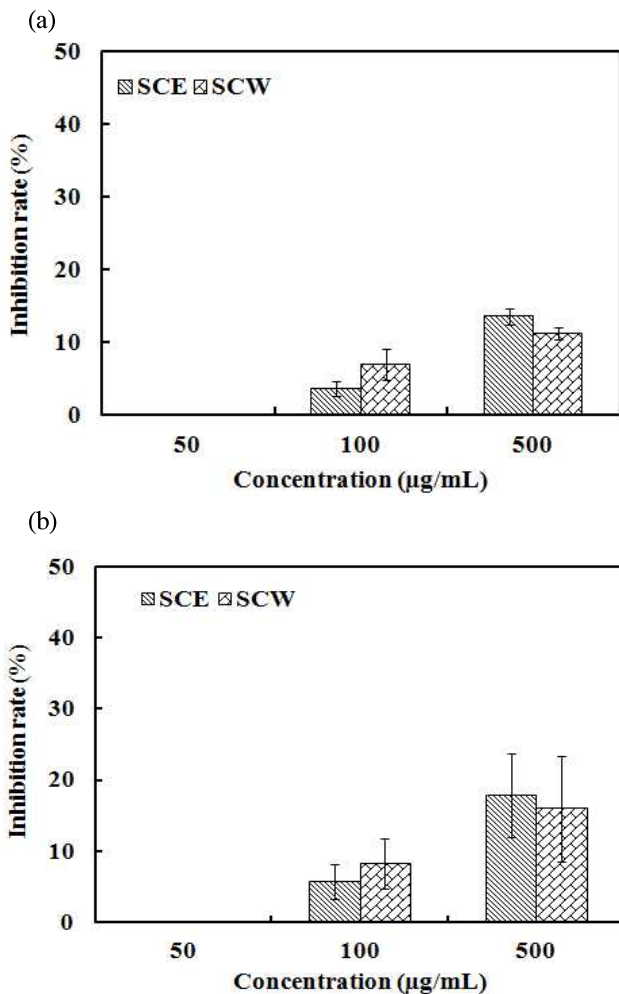 (a)
50
40
30
20
10
0
Inhibition rate (%)
SCE SCW
50 100 500
Concentration (μg/mL)
(b)
50
40
30
20
10
0
Inhibition rate (%)
SCE SCW
50 100 500
Concentration (μg/mL)